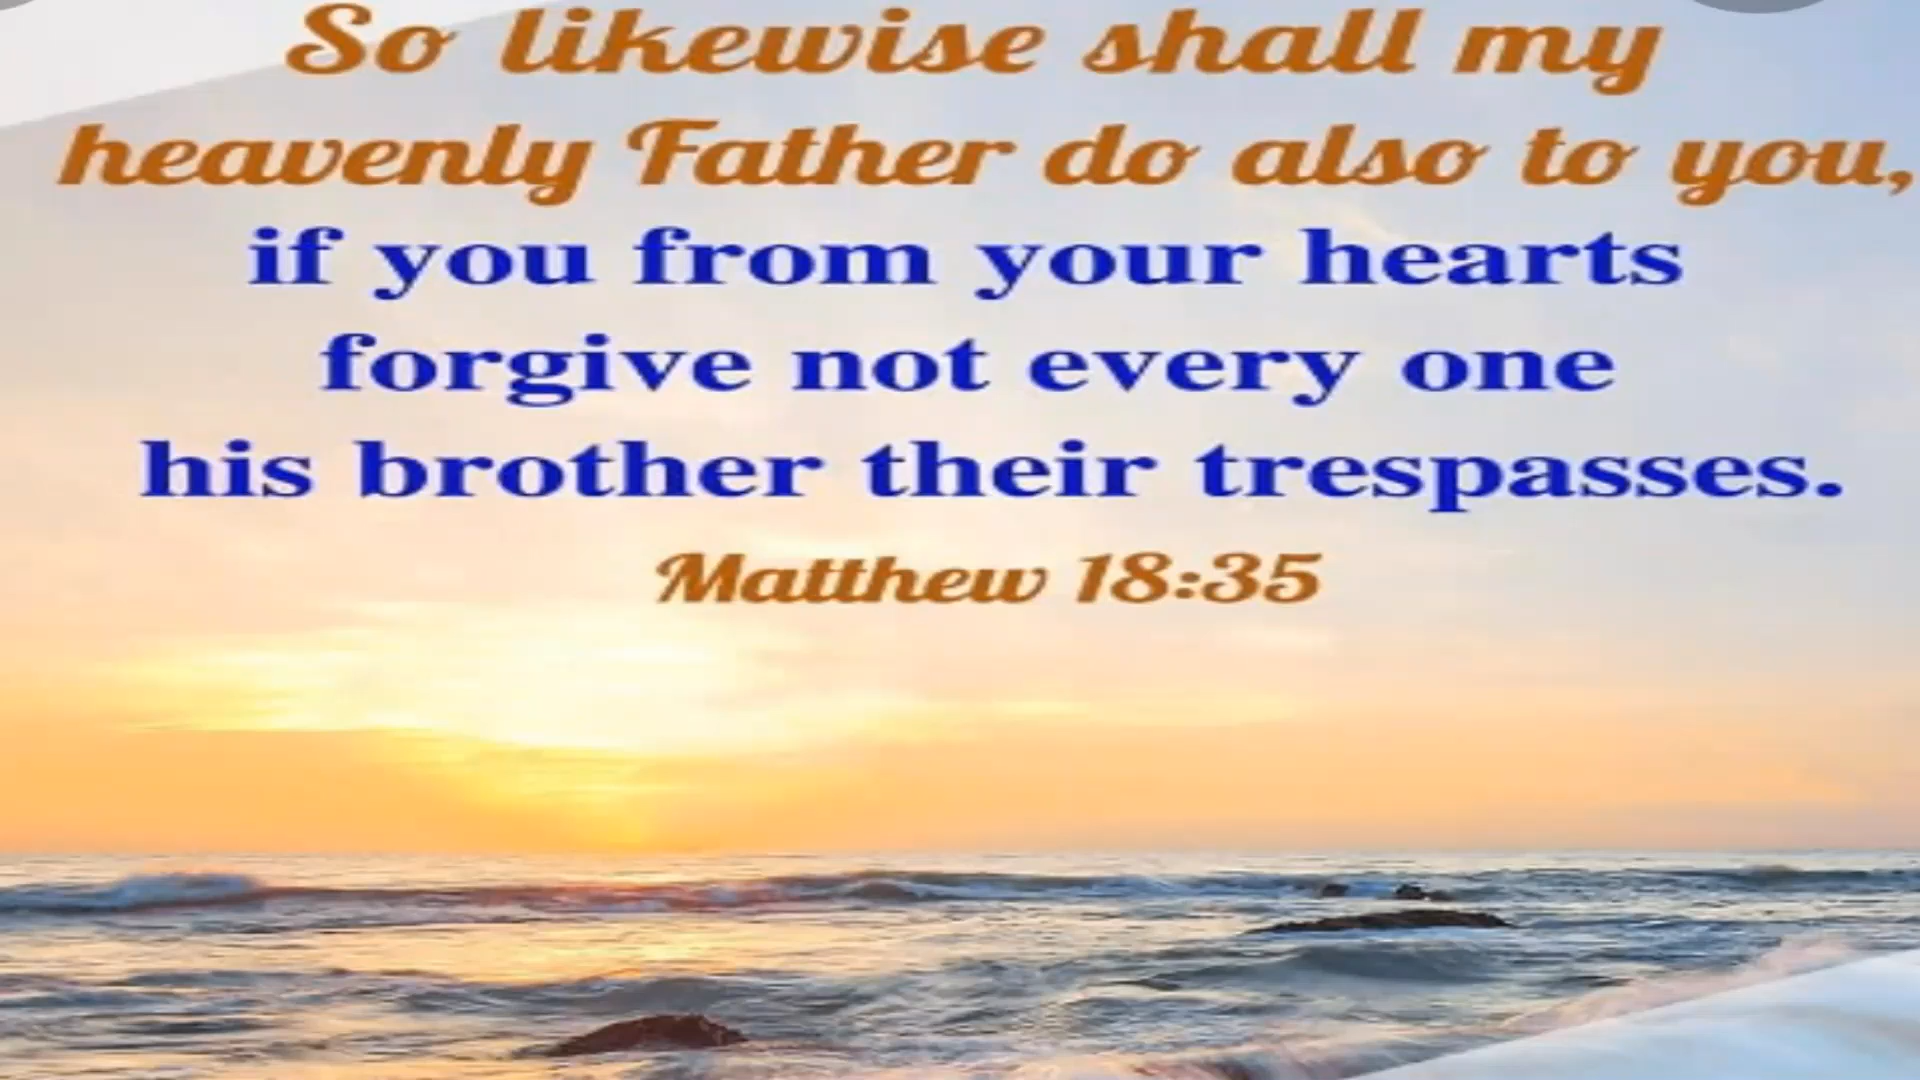 So likewise shall my
heavenly Father do also to you,
if you from your hearts
forgive not every one
his brother their trespasses.
Matthew 18:35